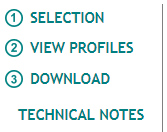 1 SELECTION
2 VIEW PROFILES
3 DOWNLOAD
TECHNICAL NOTES